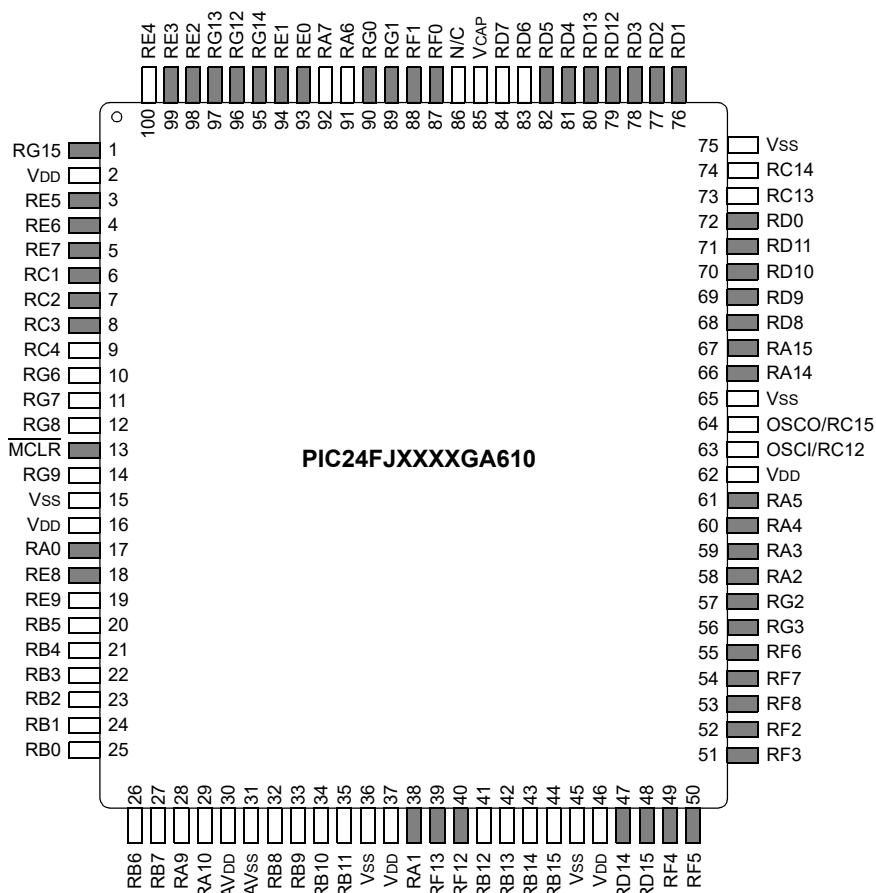 RE4
RE3
RE2
RG13
RG12
RG14
RE1
RE0
RA7
RA6
RG0
RG1
RF1
RF0
N/C
VCAP
RD7
RD6
RD5
RD4
RD13
RD12
RD3
RD2
RD1
100
99
98
97
96
95
94
93
92
91
90
89
88
87
86
85
84
83
82
81
80
79
78
77
76
RG15 1
VDD 2
RE5 3
RE6 4
RE7 5
RC1 6
RC2 7
RC3 8
RC4 9
RG6 10
RG7 11
RG8 12
MCLR 13
RG9 14
VSS 15
VDD 16
RA0 17
RE8 18
RE9 19
RB5 20
RB4 21
RB3 22
RB2 23
RB1 24
RB0 25
PIC24FJXXXXGA610
75 VSS
74 RC14
73 RC13
72 RD0
71 RD11
70 RD10
69 RD9
68 RD8
67 RA15
66 RA14
65 VSS
64 OSCO/RC15
63 OSCI/RC12
62 VDD
61 RA5
60 RA4
59 RA3
58 RA2
57 RG2
56 RG3
55 RF6
54 RF7
53 RF8
52 RF2
51 RF3
26
27
28
29
30
31
32
33
34
35
36
37
38
39
40
41
42
43
44
45
46
47
48
49
50
RB6
RB7
RA9
RA10
AVDD
AVSS
RB8
RB9
RB10
RB11
VSS
VDD
RA1
RF13
RF12
RB12
RB13
RB14
RB15
VSS
VDD
RD14
RD15
RF4
RF5